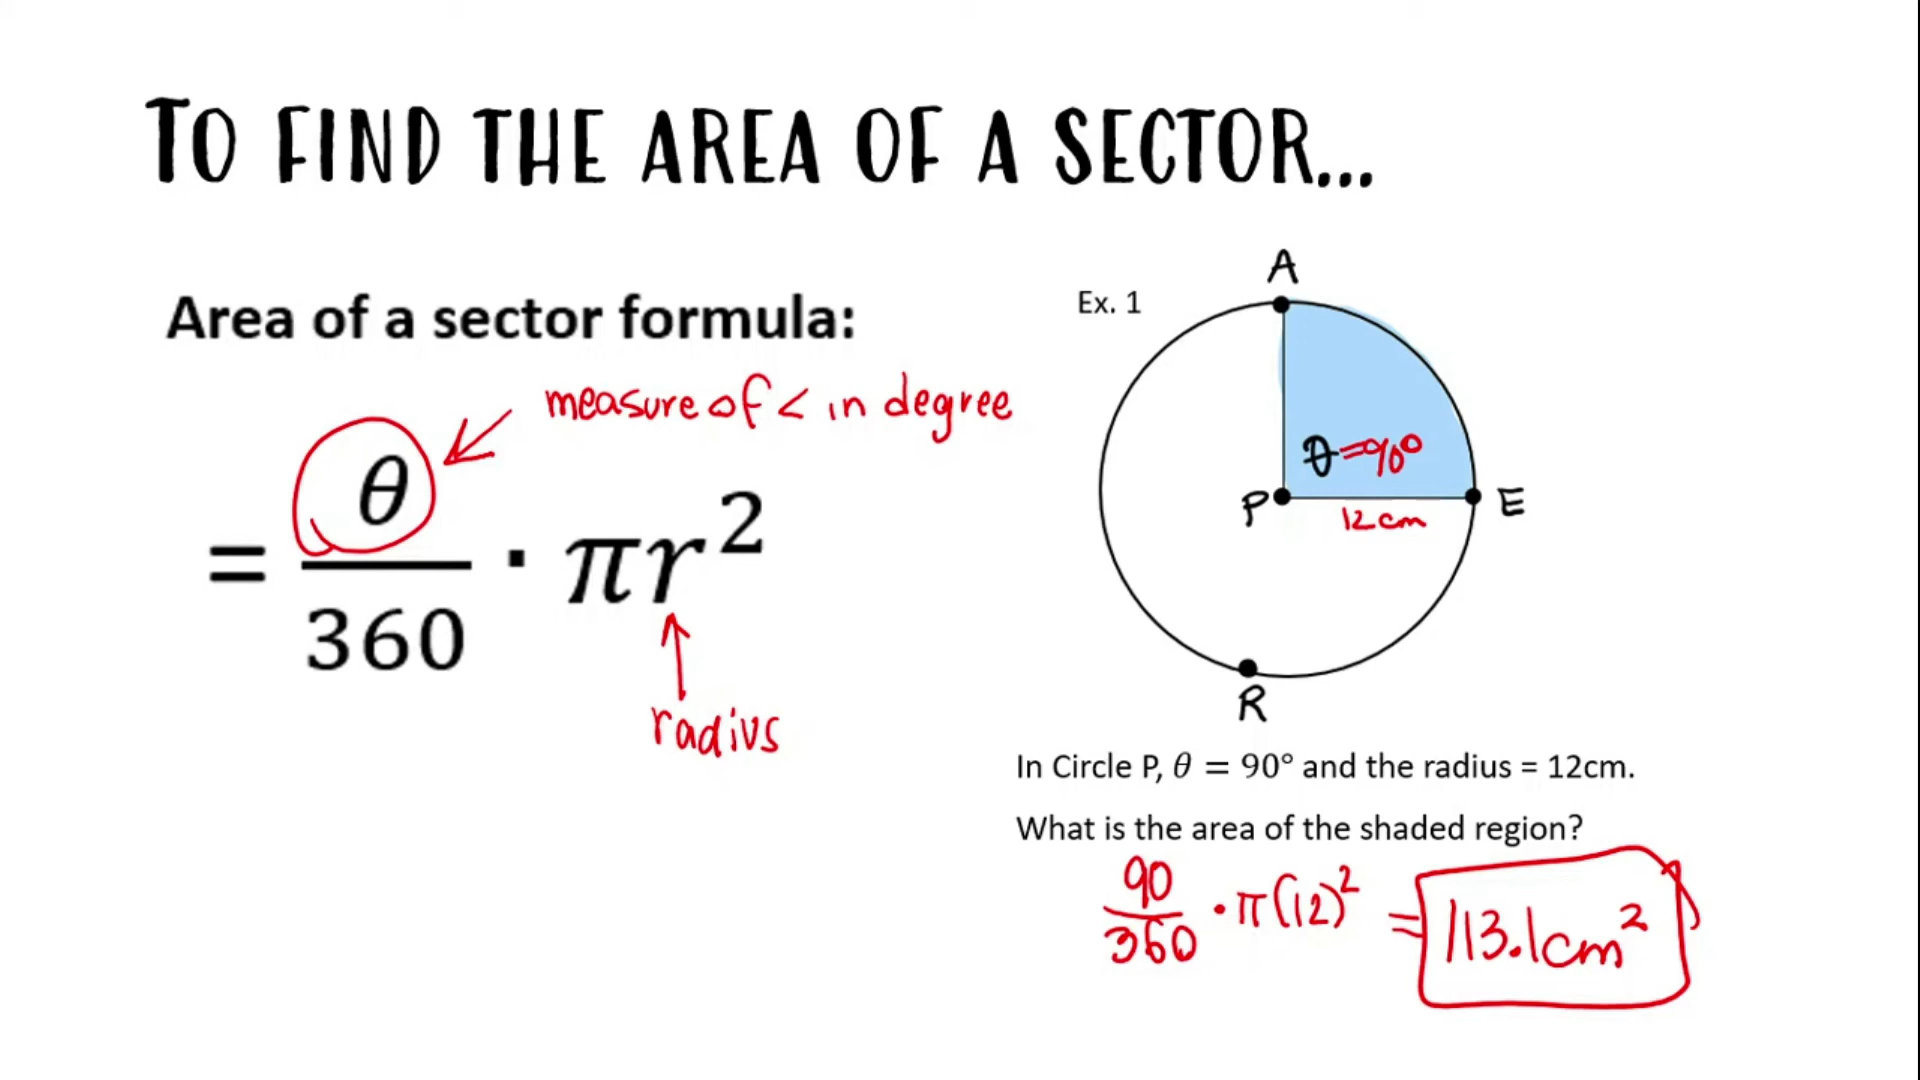 TO FIND THE AREA OF A SECTOR...
Area of a sector formula:
measure of < in degree
= θ/360 · πr²
radius
Ex. 1
A
θ=90°
P
E
12cm
R
In Circle P, θ = 90° and the radius = 12cm.
What is the area of the shaded region?
90/360 · π(12)² = 113.1cm²